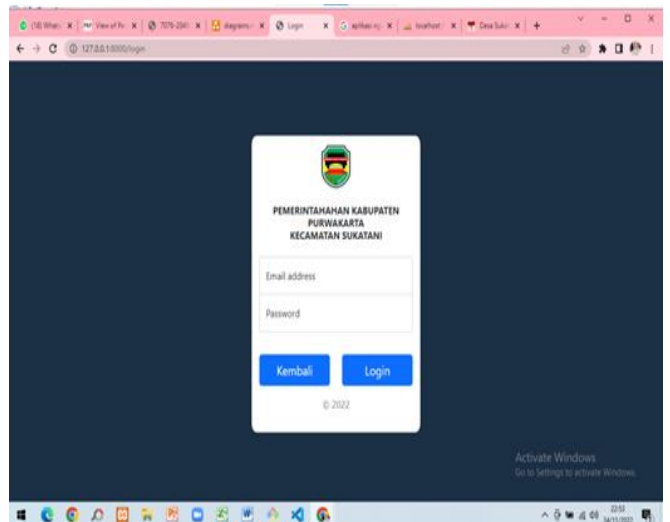 Login
127.0.0.1:8000/login
PEMERINTAHAHAN KABUPATEN
PURWAKARTA
KECAMATAN SUKATANI
Email address
Password
Kembali
Login
© 2022
Activate Windows
Go to Settings to activate Windows.